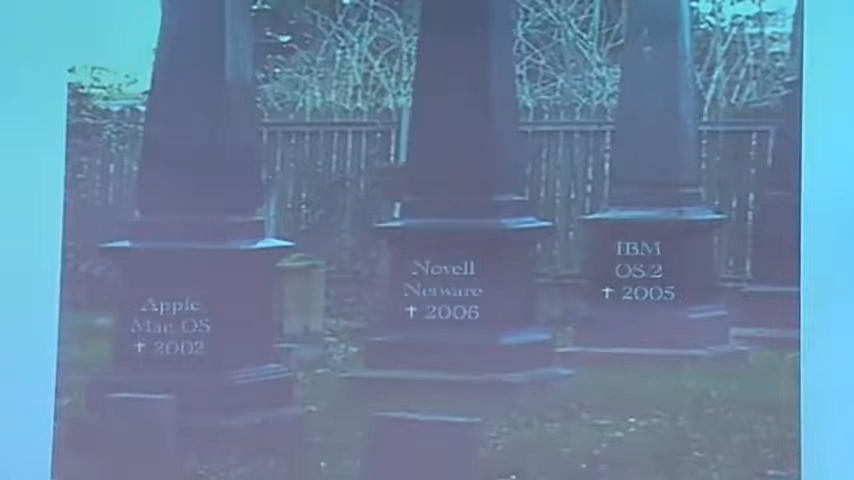 Apple
Mac OS
✝ 2002
Novell
Netware
✝ 2006
IBM
OS/2
✝ 2005